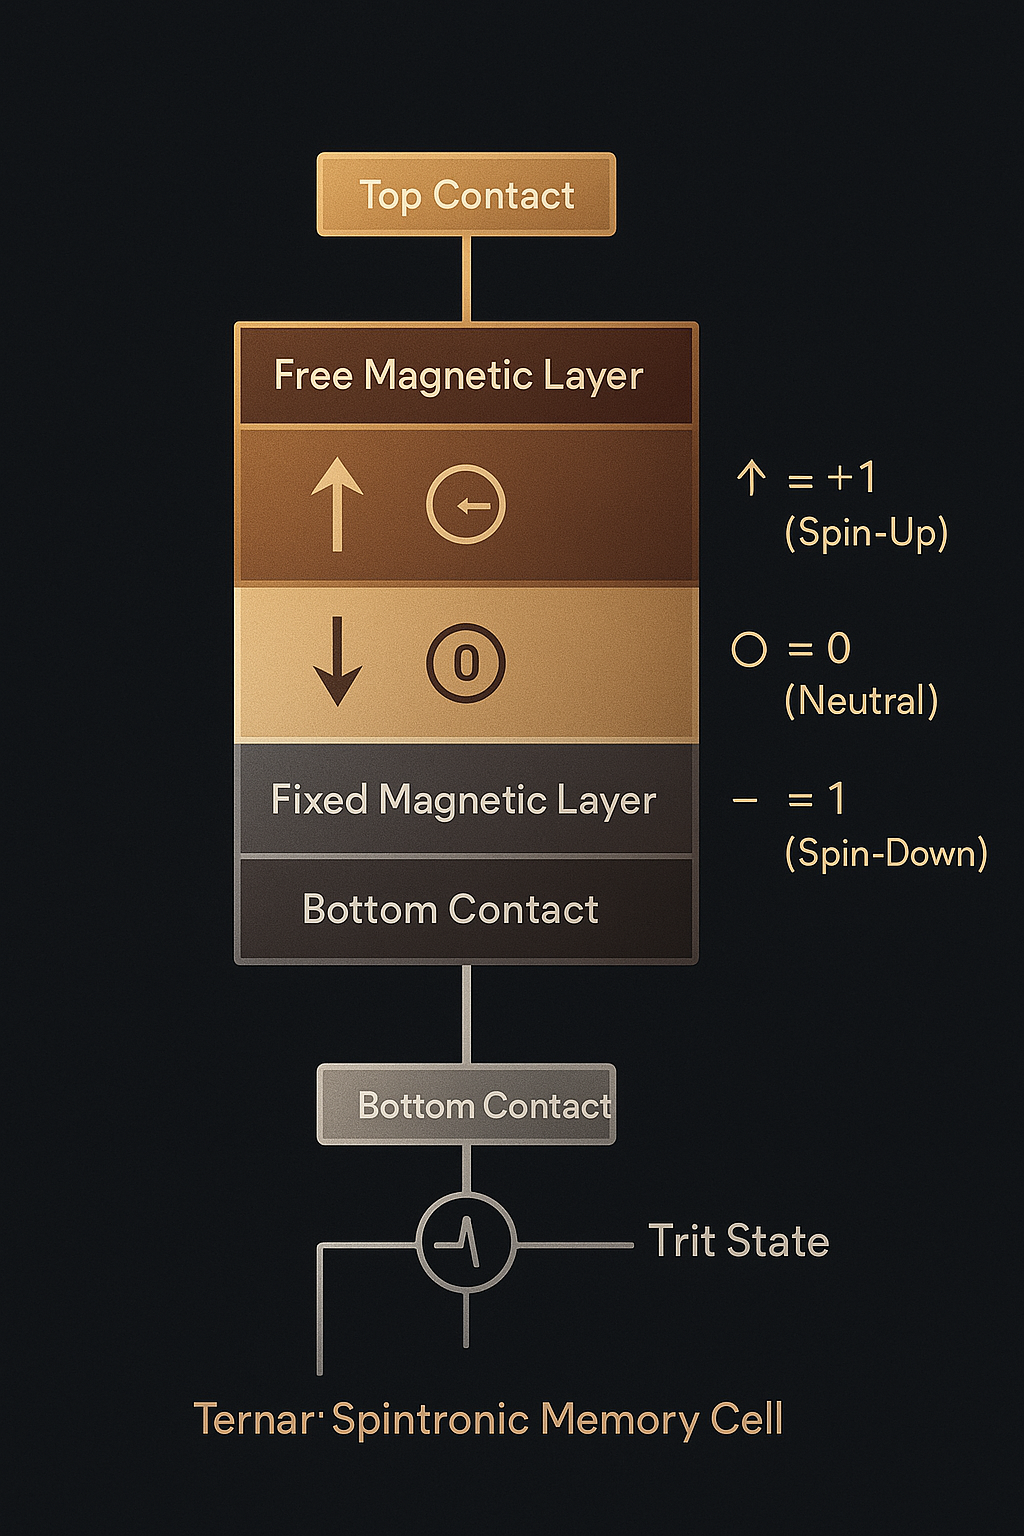 Top Contact
Free Magnetic Layer
↑ = +1
(Spin-Up)
0
○ = 0
(Neutral)
Fixed Magnetic Layer
– = 1
(Spin-Down)
Bottom Contact
Bottom Contact
Trit State
Ternar· Spintronic Memory Cell